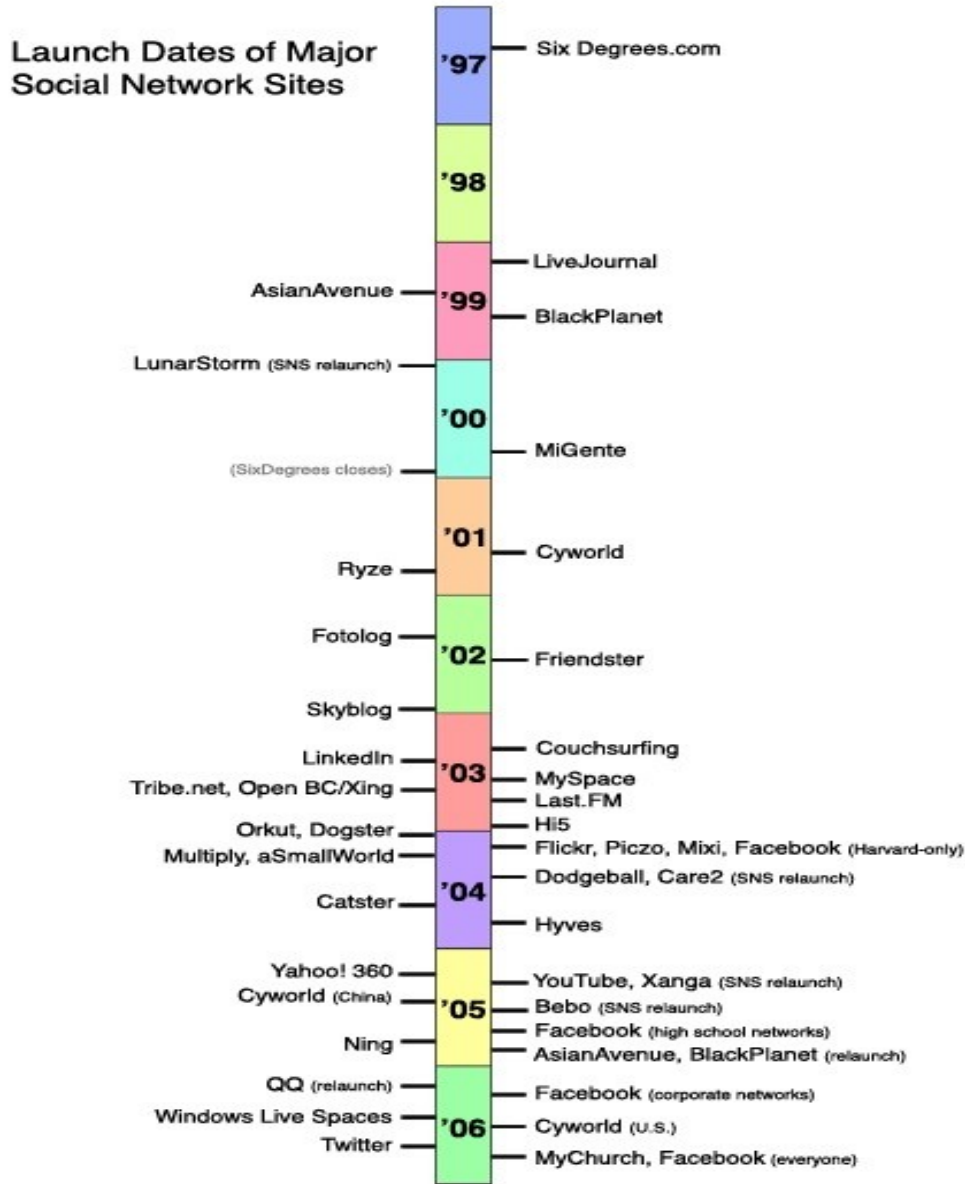 Launch Dates of Major
Social Network Sites
'97
Six Degrees.com
'98
LiveJournal
AsianAvenue
'99
BlackPlanet
LunarStorm (SNS relaunch)
'00
MiGente
(SixDegrees closes)
'01
Cyworld
Ryze
Fotolog
'02
Friendster
Skyblog
Couchsurfing
LinkedIn
'03
MySpace
Tribe.net, Open BC/Xing
Last.FM
Hi5
Orkut, Dogster
Flickr, Piczo, Mixi, Facebook (Harvard-only)
Multiply, aSmallWorld
Dodgeball, Care2 (SNS relaunch)
'04
Catster
Hyves
Yahoo! 360
YouTube, Xanga (SNS relaunch)
Cyworld (China)
'05
Bebo (SNS relaunch)
Facebook (high school networks)
Ning
AsianAvenue, BlackPlanet (relaunch)
QQ (relaunch)
Facebook (corporate networks)
Windows Live Spaces
'06
Cyworld (U.S.)
Twitter
MyChurch, Facebook (everyone)